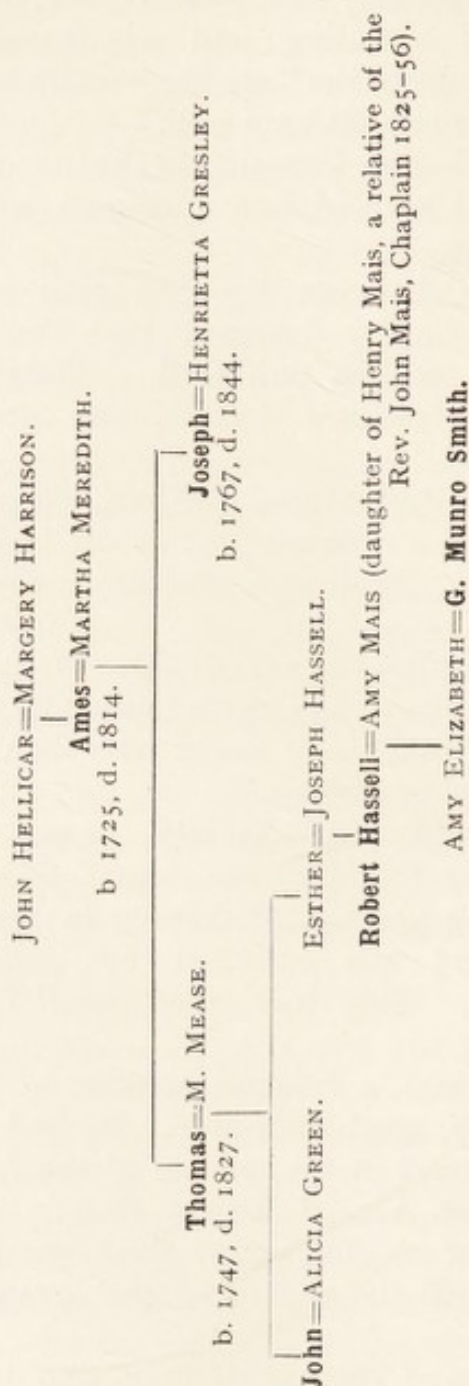 JOHN HELLICAR=MARGERY HARRISON.
Ames=MARTHA MEREDITH.
b 1725, d. 1814.
Thomas=M. MEASE.
b. 1747, d. 1827.
Joseph=HENRIETTA GRESLEY.
b. 1767, d. 1844.
John=ALICIA GREEN.
ESTHER=JOSEPH HASSELL.
Robert Hassell=AMY MAIS (daughter of Henry Mais, a relative of the
Rev. John Mais, Chaplain 1825–56).
AMY ELIZABETH=G. Munro Smith.